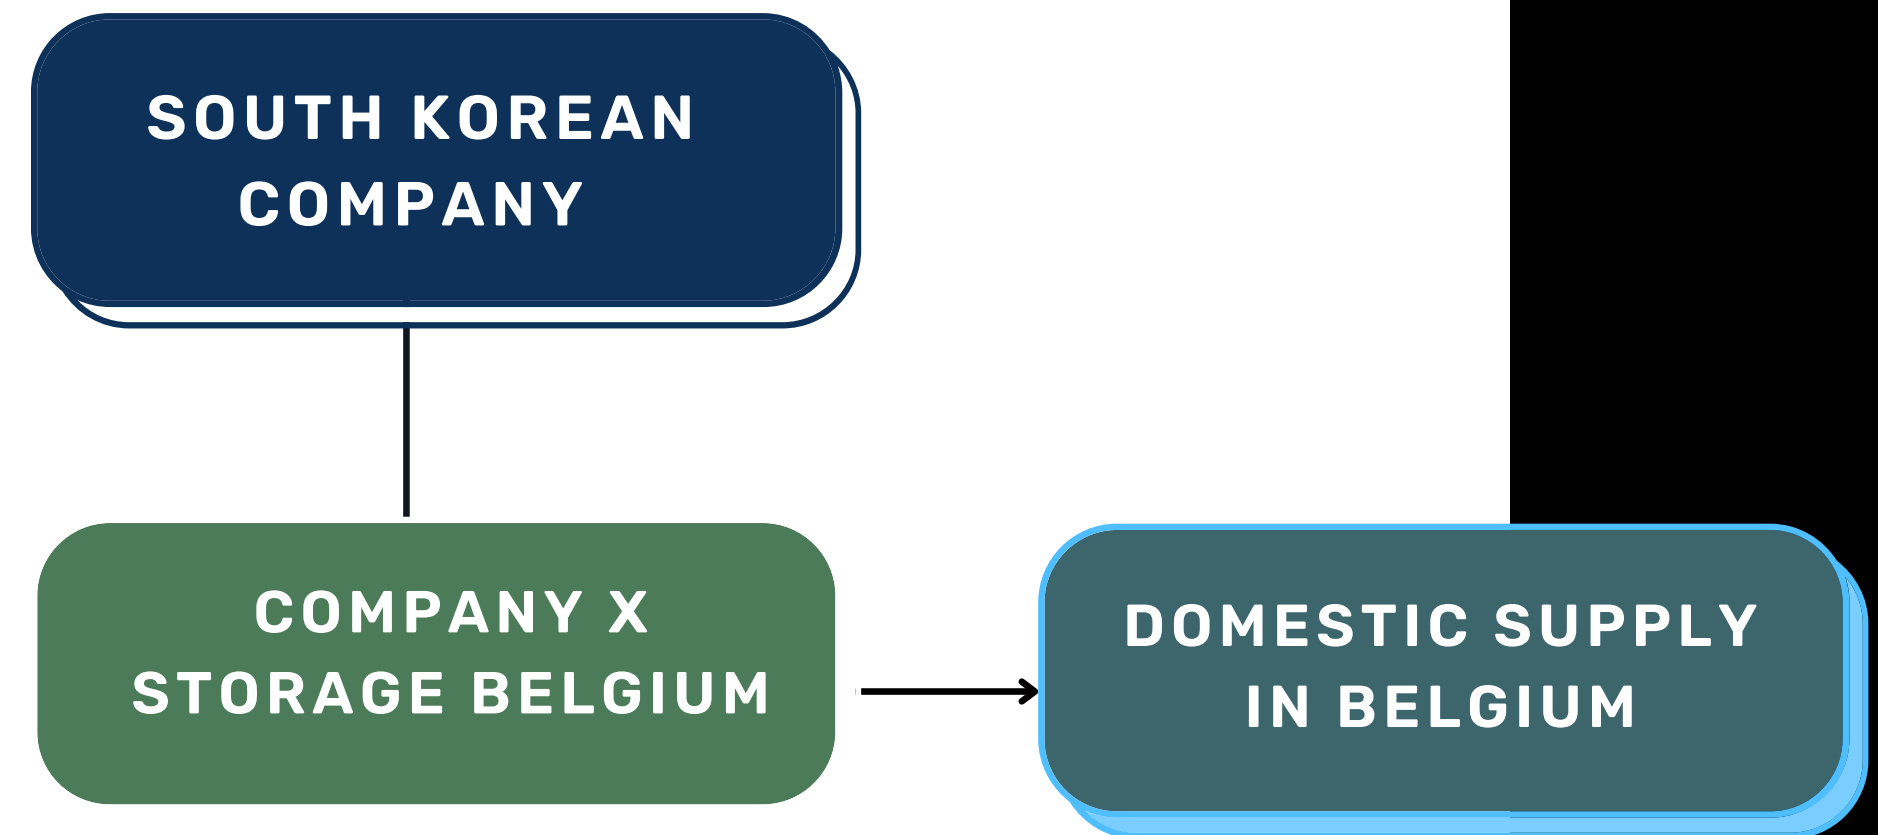 SOUTH KOREAN
COMPANY
COMPANY X
STORAGE BELGIUM
DOMESTIC SUPPLY
IN BELGIUM